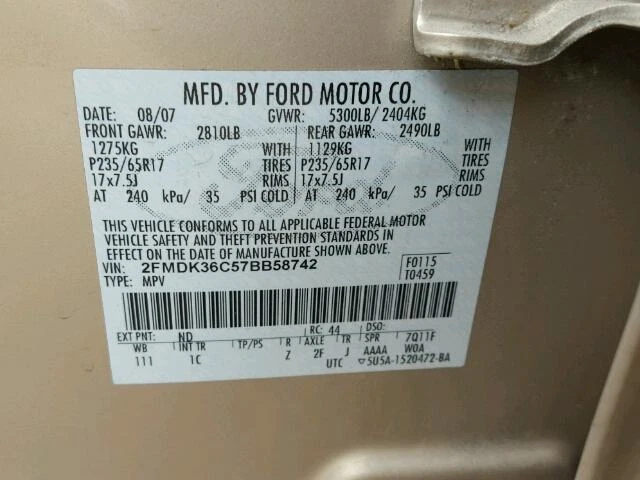 MFD. BY FORD MOTOR CO.
DATE: 08/07 GVWR: 5300LB/ 2404KG
FRONT GAWR: 2810LB REAR GAWR: 2490LB
1275KG WITH 1129KG WITH
P235/65R17 TIRES P235/65R17 TIRES
17x7.5J RIMS 17x7.5J RIMS
AT 240 kPa/ 35 PSI COLD AT 240 kPa/ 35 PSI COLD
THIS VEHICLE CONFORMS TO ALL APPLICABLE FEDERAL MOTOR
VEHICLE SAFETY AND THEFT PREVENTION STANDARDS IN
EFFECT ON THE DATE OF MANUFACTURE SHOWN ABOVE.
VIN: 2FMDK36C57BB58742 F0115
TYPE: MPV T0459
EXT PNT: ND RC: 44 DSO:
WB INT TR TP/PS R AXLE TR SPR 7Q11F
111 1C Z 2F J AAAA W0A
UTC ▽5U5A-1520472-BA